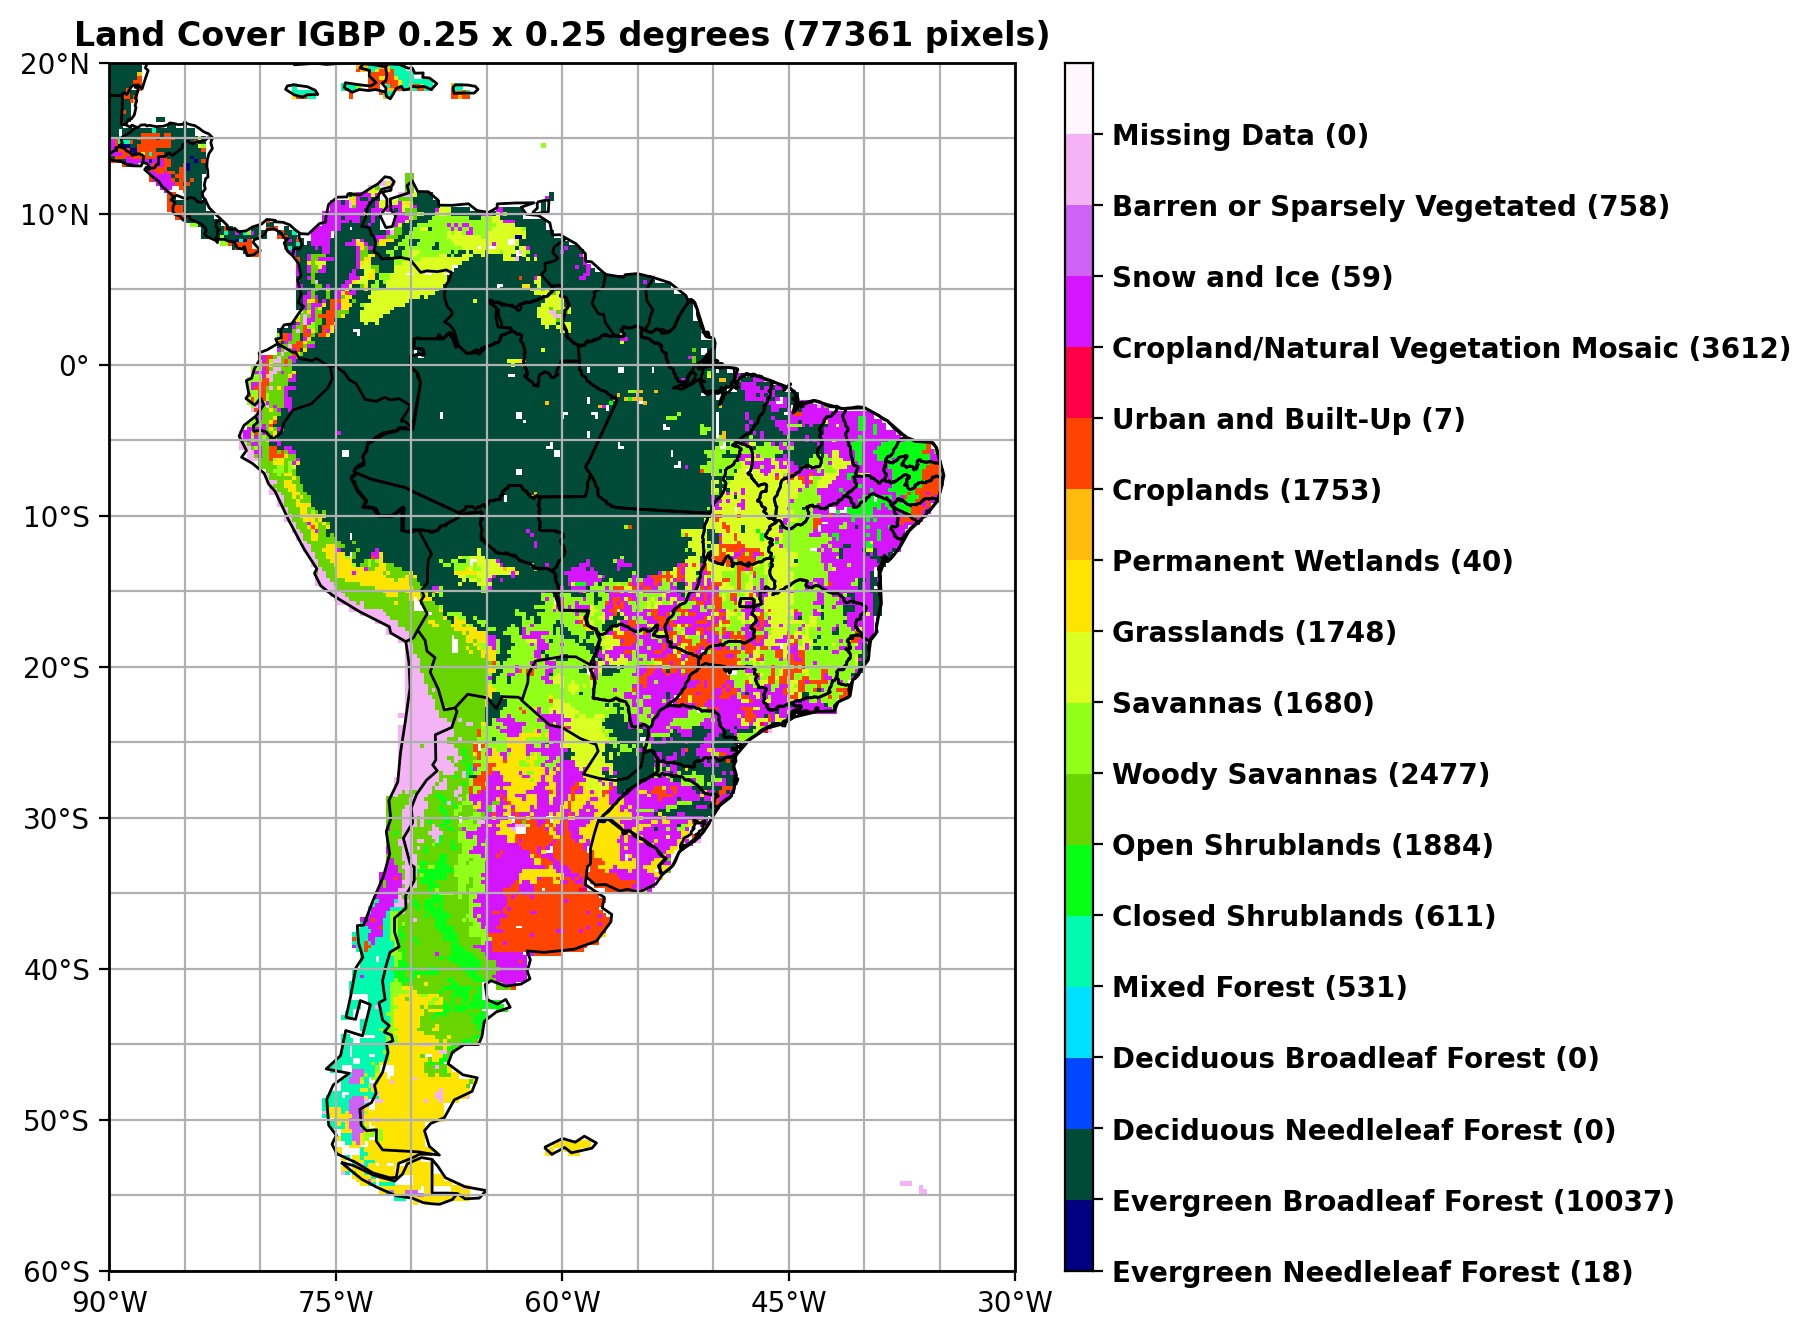 Land Cover IGBP 0.25 x 0.25 degrees (77361 pixels)
20°N
10°N
0°
10°S
20°S
30°S
40°S
50°S
60°S
90°W
75°W
60°W
45°W
30°W
Missing Data (0)
Barren or Sparsely Vegetated (758)
Snow and Ice (59)
Cropland/Natural Vegetation Mosaic (3612)
Urban and Built-Up (7)
Croplands (1753)
Permanent Wetlands (40)
Grasslands (1748)
Savannas (1680)
Woody Savannas (2477)
Open Shrublands (1884)
Closed Shrublands (611)
Mixed Forest (531)
Deciduous Broadleaf Forest (0)
Deciduous Needleleaf Forest (0)
Evergreen Broadleaf Forest (10037)
Evergreen Needleleaf Forest (18)